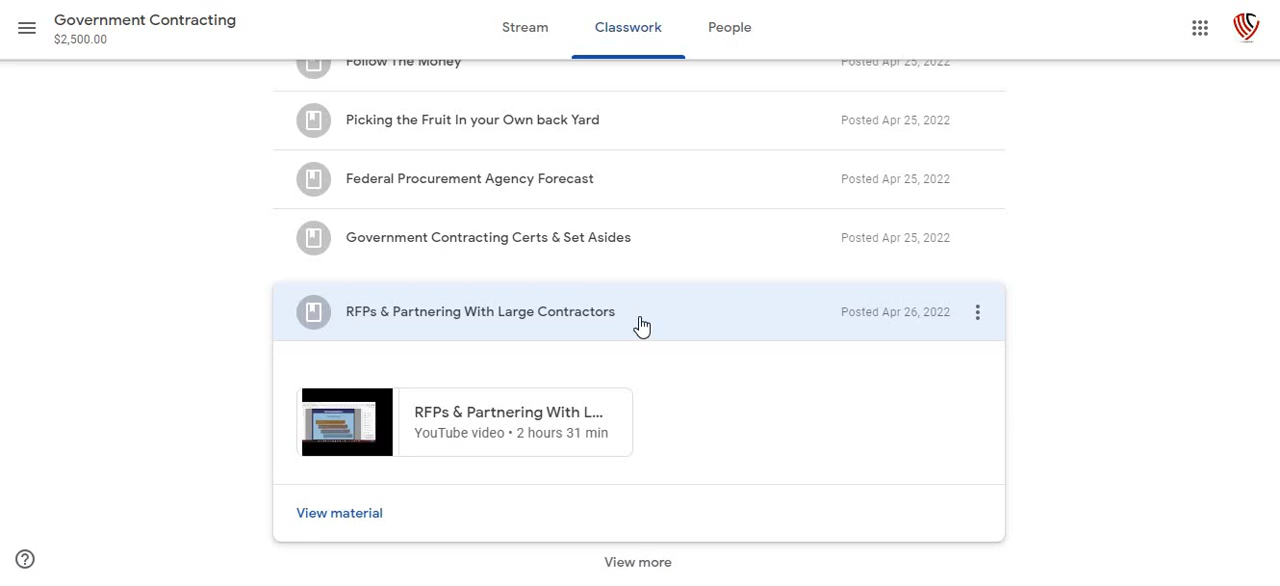 Government Contracting
$2,500.00
Stream
Classwork
People
Follow The Money
Posted Apr 25, 2022
Picking the Fruit In your Own back Yard
Posted Apr 25, 2022
Federal Procurement Agency Forecast
Posted Apr 25, 2022
Government Contracting Certs & Set Asides
Posted Apr 25, 2022
RFPs & Partnering With Large Contractors
Posted Apr 26, 2022
RFPs & Partnering With L...
YouTube video • 2 hours 31 min
View material
View more